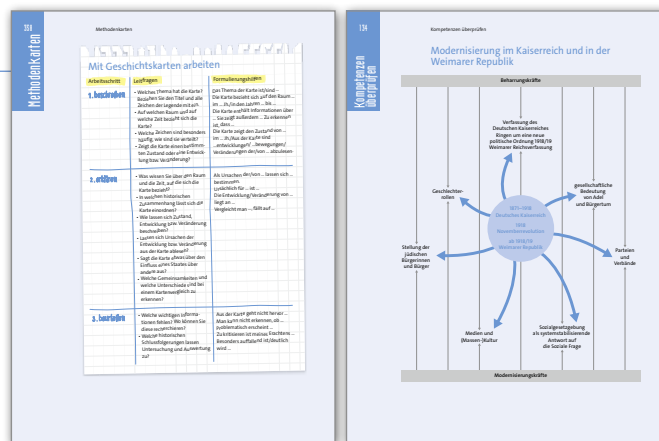 350
Methodenkarten
Methodenkarten
Mit Geschichtskarten arbeiten
Arbeitsschritt
Leitfragen
Formulierungshilfen
1. beschreiben
- Welches Thema hat die Karte?
Beziehen Sie den Titel und alle
Zeichen der Legende mit ein.
- Auf welchen Raum und auf
welche Zeit bezieht sich die
Karte?
- Welche Zeichen sind besonders
häufig, wie sind sie verteilt?
- Zeigt die Karte einen bestimm-
ten Zustand oder eine Entwick-
lung bzw. Veränderung?
Das Thema der Karte ist/sind ...
Die Karte bezieht sich auf den Raum ...
im ... Jh./in den Jahren ... bis ...
Die Karte enthält Informationen über
... Sie zeigt außerdem ... Zu erkennen
ist, dass ...
Die Karte zeigt den Zustand von ...
im ... Jh./Aus der Karte sind
...entwicklungen/ ...bewegungen/
Veränderungen der/von ... abzulesen
2. erklären
- Was wissen Sie über den Raum
und die Zeit, auf die sich die
Karte bezieht?
- In welchen historischen
Zusammenhang lässt sich die
Karte einordnen?
- Wie lassen sich Zustand,
Entwicklung bzw. Veränderung
beschreiben?
- Lassen sich Ursachen der
Entwicklung bzw. Veränderung
aus der Karte ableiten?
- Sagt die Karte etwas über den
Einfluss eines Staates über
andere aus?
- Welche Gemeinsamkeiten und
welche Unterschiede sind bei
einem Kartenvergleich zu
erkennen?
Als Ursachen der/von ... lassen sich ...
bestimmen.
Ursächlich für ... ist ...
Die Entwicklung/Veränderung von ...
liegt an ...
Vergleicht man ..., fällt auf ...
3. beurteilen
- Welche wichtigen Informa-
tionen fehlen? Wo können Sie
diese recherchieren?
- Welche historischen
Schlussfolgerungen lassen
Untersuchung und Auswertung
zu?
Aus der Karte geht nicht hervor ...
Man kann nicht erkennen, ob ...
Problematisch erscheint ...
Zu kritisieren ist meines Erachtens ...
Besonders auffallend ist/deutlich
wird ...
134
Kompetenzen überprüfen
Kompetenzen
überprüfen
Modernisierung im Kaiserreich und in der
Weimarer Republik
Beharrungskräfte
Verfassung des
Deutschen Kaiserreiches
Ringen um eine neue
politische Ordnung 1918/19
Weimarer Reichverfassung
Geschlechter-
rollen
gesellschaftliche
Bedeutung
von Adel
und Bürgertum
1871–1918
Deutsches Kaiserreich
1918
Novemberrevolution
ab 1918/19
Weimarer Republik
Stellung der
jüdischen
Bürgerinnen
und Bürger
Parteien
und
Verbände
Medien und
(Massen-)Kultur
Sozialgesetzgebung
als systemstabilisierende
Antwort auf
die Soziale Frage
Modernisierungskräfte